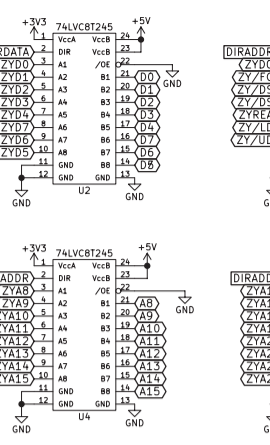 +3V3 74LVC8T245 +5V
1 VccA VccB 24
RDATA 2 DIR VccB 23 DIRADDR
ZYD0 3 A1 /OE 22 ZYD0
ZYD1 4 A2 B1 21 D0 GND
ZYD2 5 A3 B2 20 D1
ZYD3 6 A4 B3 19 D2
ZYD4 7 A5 B4 18 D3
ZYD7 8 A6 B5 17 D4 ZYREA
ZYD6 9 A7 B6 16 D7
ZYD5 10 A8 B7 15 D6
11 GND B8 14
12 GND GND 13
GND U2 GND
+3V3 74LVC8T245 +5V
1 VccA VccB 24
ADDR 2 DIR VccB 23 DIRADD
ZYA8 3 A1 /OE 22
ZYA9 4 A2 B1 21 A8 GND
ZYA10 5 A3 B2 20 A9
ZYA11 6 A4 B3 19 A10
ZYA12 7 A5 B4 18 A11
ZYA13 8 A6 B5 17 A12
ZYA14 9 A7 B6 16 A13
ZYA15 10 A8 B7 15 A14
11 GND B8 14 A15
12 GND GND 13
GND U4 GND